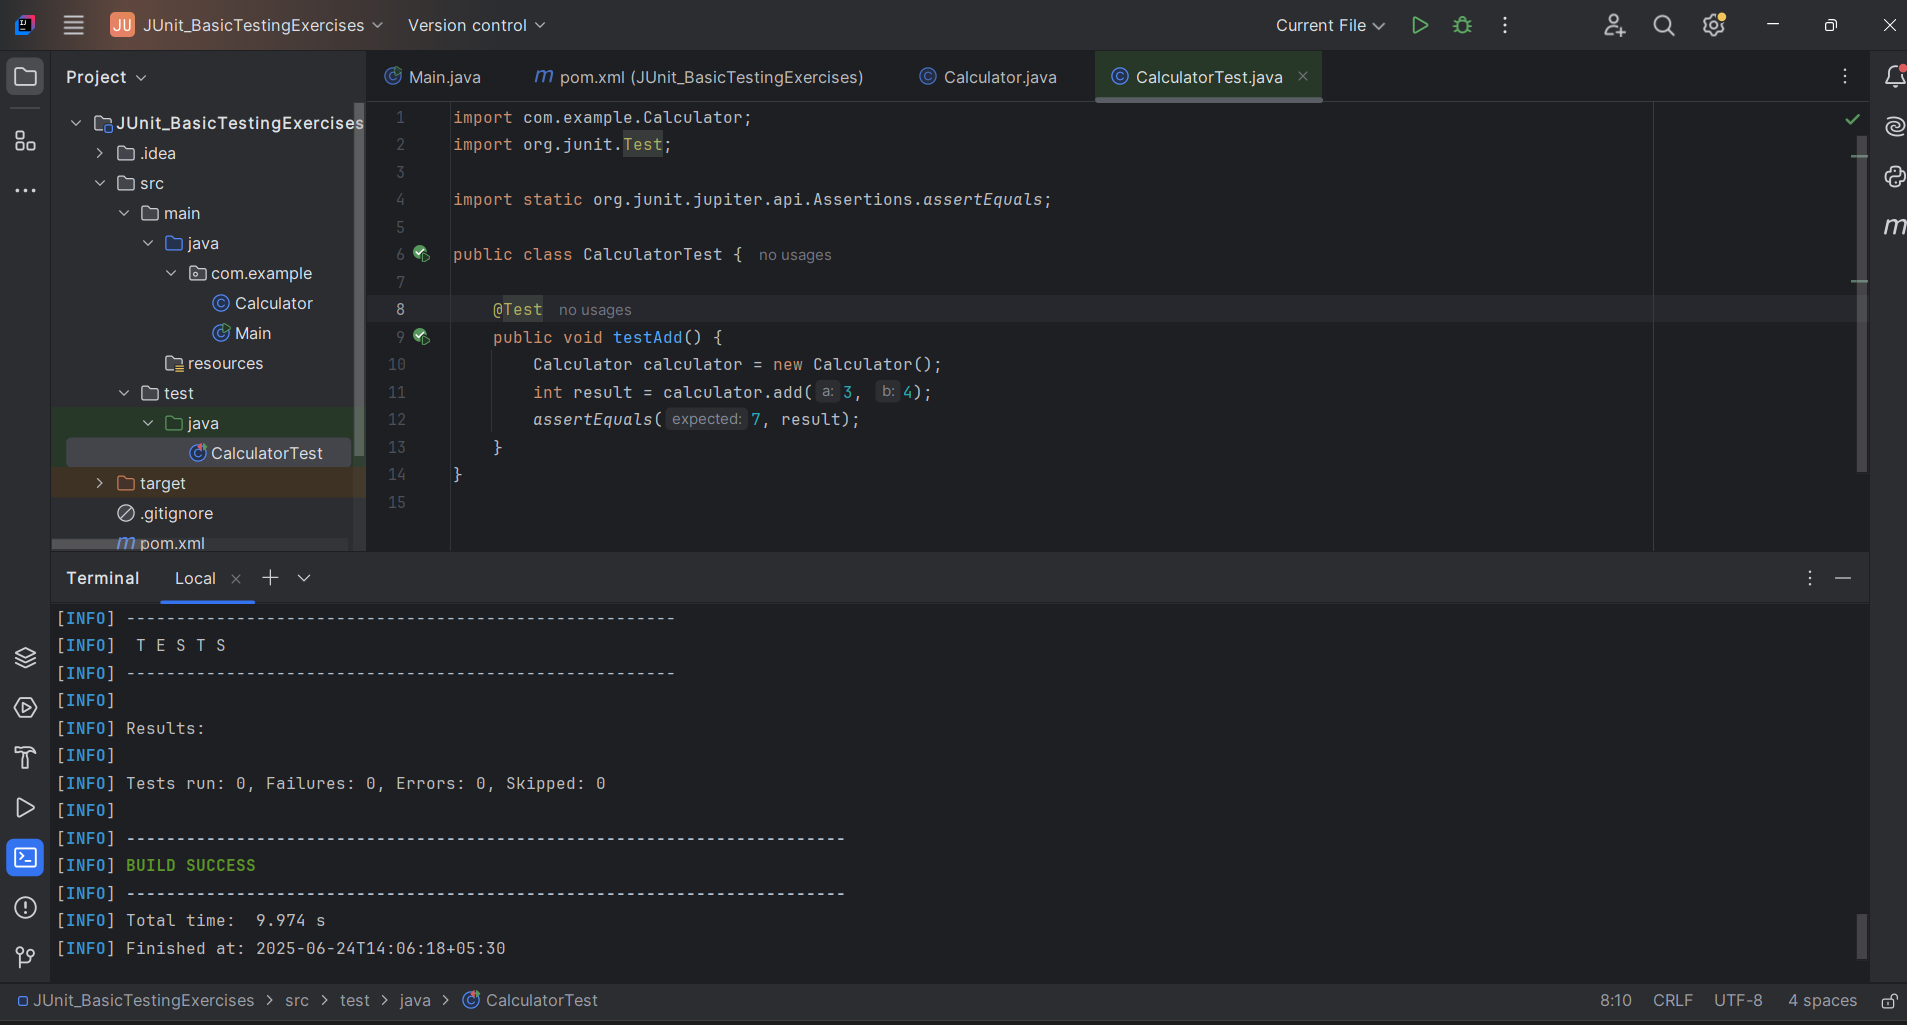 JU JUnit_BasicTestingExercises Version control Current File
Project
Main.java pom.xml (JUnit_BasicTestingExercises) Calculator.java CalculatorTest.java
JUnit_BasicTestingExercises
.idea
src
main
java
com.example
Calculator
Main
resources
test
java
CalculatorTest
target
.gitignore
pom.xml
1 import com.example.Calculator;
2 import org.junit.Test;
3
4 import static org.junit.jupiter.api.Assertions.assertEquals;
5
6 public class CalculatorTest { no usages
7
8 @Test no usages
9 public void testAdd() {
10 Calculator calculator = new Calculator();
11 int result = calculator.add( a: 3, b: 4);
12 assertEquals( expected: 7, result);
13 }
14 }
15
Terminal Local
[INFO] -------------------------------------------------------
[INFO]  T E S T S
[INFO] -------------------------------------------------------
[INFO]
[INFO] Results:
[INFO]
[INFO] Tests run: 0, Failures: 0, Errors: 0, Skipped: 0
[INFO]
[INFO] ------------------------------------------------------------------------
[INFO] BUILD SUCCESS
[INFO] ------------------------------------------------------------------------
[INFO] Total time:  9.974 s
[INFO] Finished at: 2025-06-24T14:06:18+05:30
JUnit_BasicTestingExercises > src > test > java > CalculatorTest 8:10 CRLF UTF-8 4 spaces